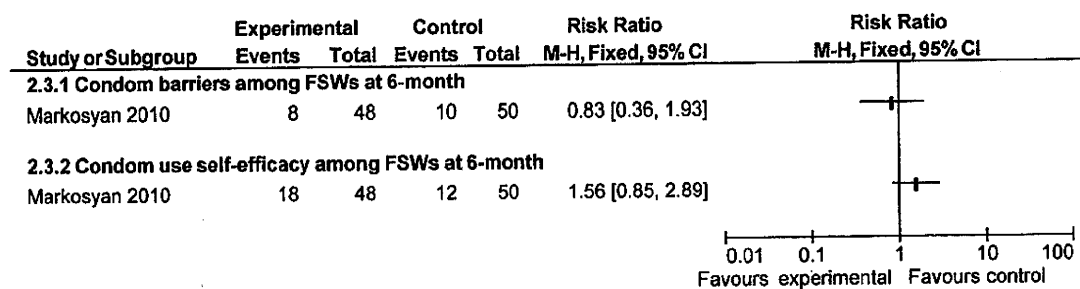 Experimental Control Risk Ratio Risk Ratio
Study or Subgroup Events Total Events Total M-H, Fixed, 95% CI M-H, Fixed, 95% CI
2.3.1 Condom barriers among FSWs at 6-month
Markosyan 2010 8 48 10 50 0.83 [0.36, 1.93]
2.3.2 Condom use self-efficacy among FSWs at 6-month
Markosyan 2010 18 48 12 50 1.56 [0.85, 2.89]
0.01 0.1 1 10 100
Favours experimental Favours control